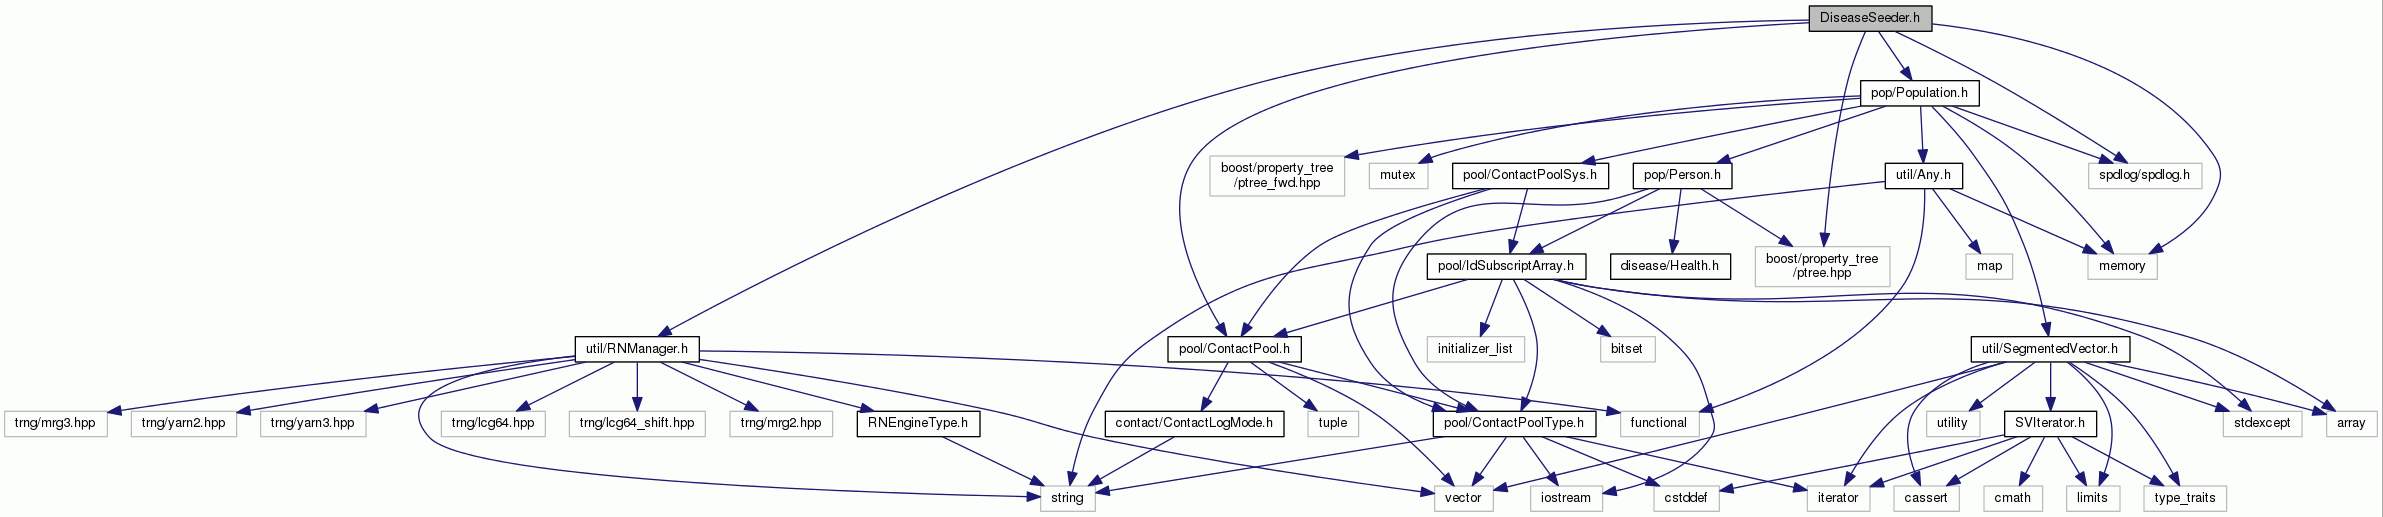 DiseaseSeeder.h
pop/Population.h
boost/property_tree
/ptree_fwd.hpp
mutex
pool/ContactPoolSys.h
pop/Person.h
util/Any.h
spdlog/spdlog.h
pool/IdSubscriptArray.h
disease/Health.h
boost/property_tree
/ptree.hpp
map
memory
util/RNManager.h
pool/ContactPool.h
initializer_list
bitset
util/SegmentedVector.h
trng/mrg3.hpp
trng/yarn2.hpp
trng/yarn3.hpp
trng/lcg64.hpp
trng/lcg64_shift.hpp
trng/mrg2.hpp
RNEngineType.h
contact/ContactLogMode.h
tuple
pool/ContactPoolType.h
functional
utility
SVIterator.h
stdexcept
array
string
vector
iostream
cstddef
iterator
cassert
cmath
limits
type_traits